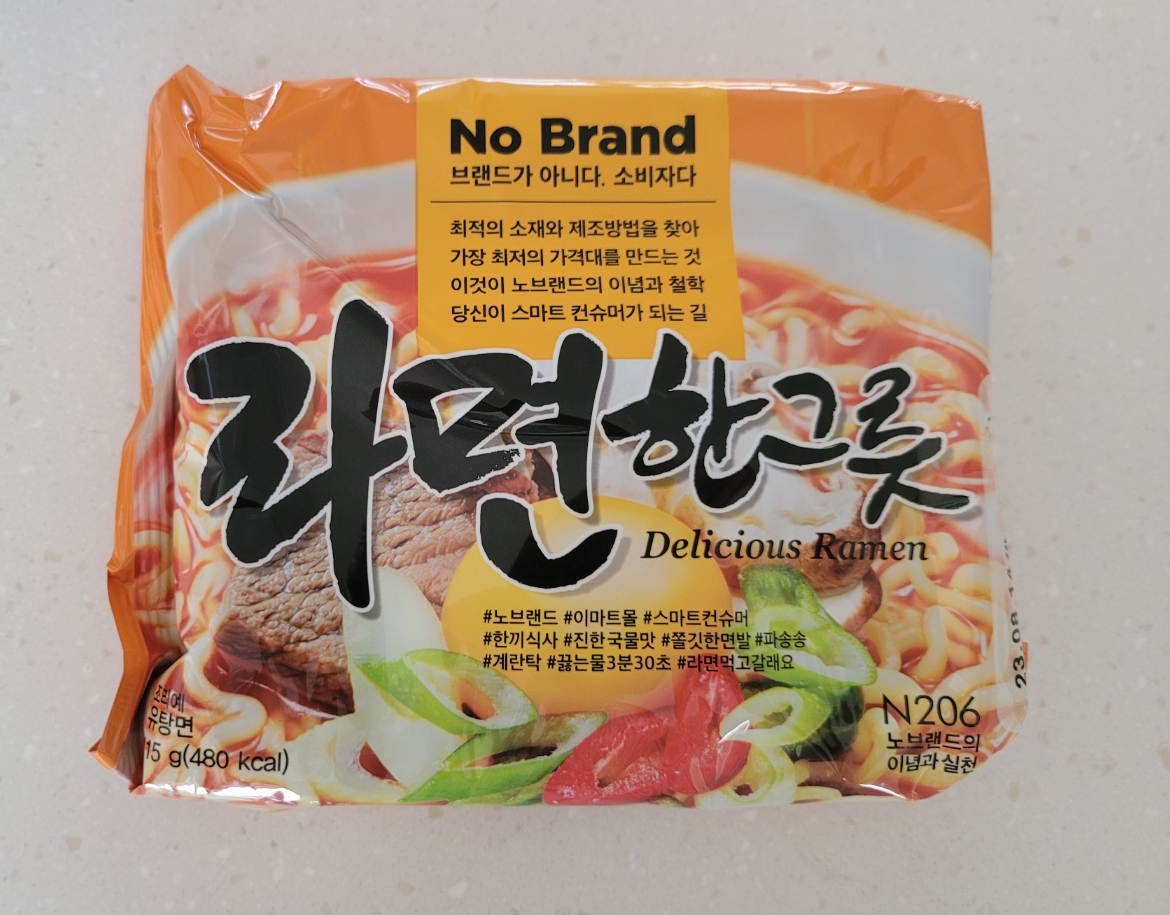 No Brand
브랜드가 아니다. 소비자다
최적의 소재와 제조방법을 찾아
가장 최저의 가격대를 만드는 것
이것이 노브랜드의 이념과 철학
당신이 스마트 컨슈머가 되는 길
라면한그릇
Delicious Ramen
#노브랜드 #이마트몰 #스마트컨슈머
#한끼식사 #진한국물맛 #쫄깃한면발 #파송송
#계란탁 #끓는물3분30초 #라면먹고갈래요
조리예
유탕면
15 g(480 kcal)
N206
노브랜드의
이념과 실천
23.08